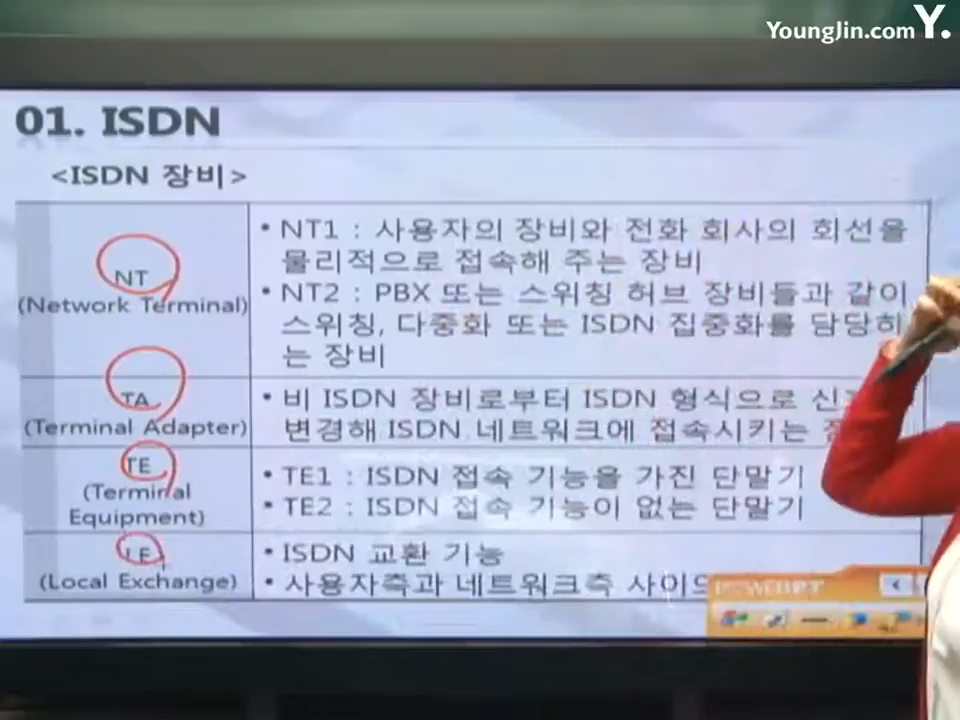 YoungJin.com Y.
01. ISDN
<ISDN 장비>
NT
(Network Terminal)
• NT1 : 사용자의 장비와 전화 회사의 회선을
물리적으로 접속해 주는 장비
• NT2 : PBX 또는 스위칭 허브 장비들과 같이
스위칭, 다중화 또는 ISDN 집중화를 담당하
는 장비
TA
(Terminal Adapter)
• 비 ISDN 장비로부터 ISDN 형식으로
변경해 ISDN 네트워크에 접속시키는
TE
(Terminal
Equipment)
• TE1 : ISDN 접속 기능을 가진 단말기
• TE2 : ISDN 접속 기능이 없는 단말기
LE
(Local Exchange)
• ISDN 교환 기능
• 사용자측과 네트워크측 사이의